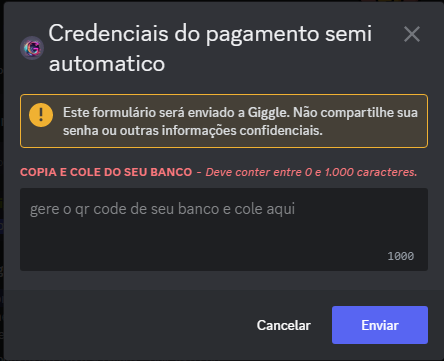 Credenciais do pagamento semi
automatico
Este formulário será enviado a Giggle. Não compartilhe sua
senha ou outras informações confidenciais.
COPIA E COLE DO SEU BANCO - Deve conter entre 0 e 1.000 caracteres.
gere o qr code de seu banco e cole aqui
1000
Cancelar
Enviar